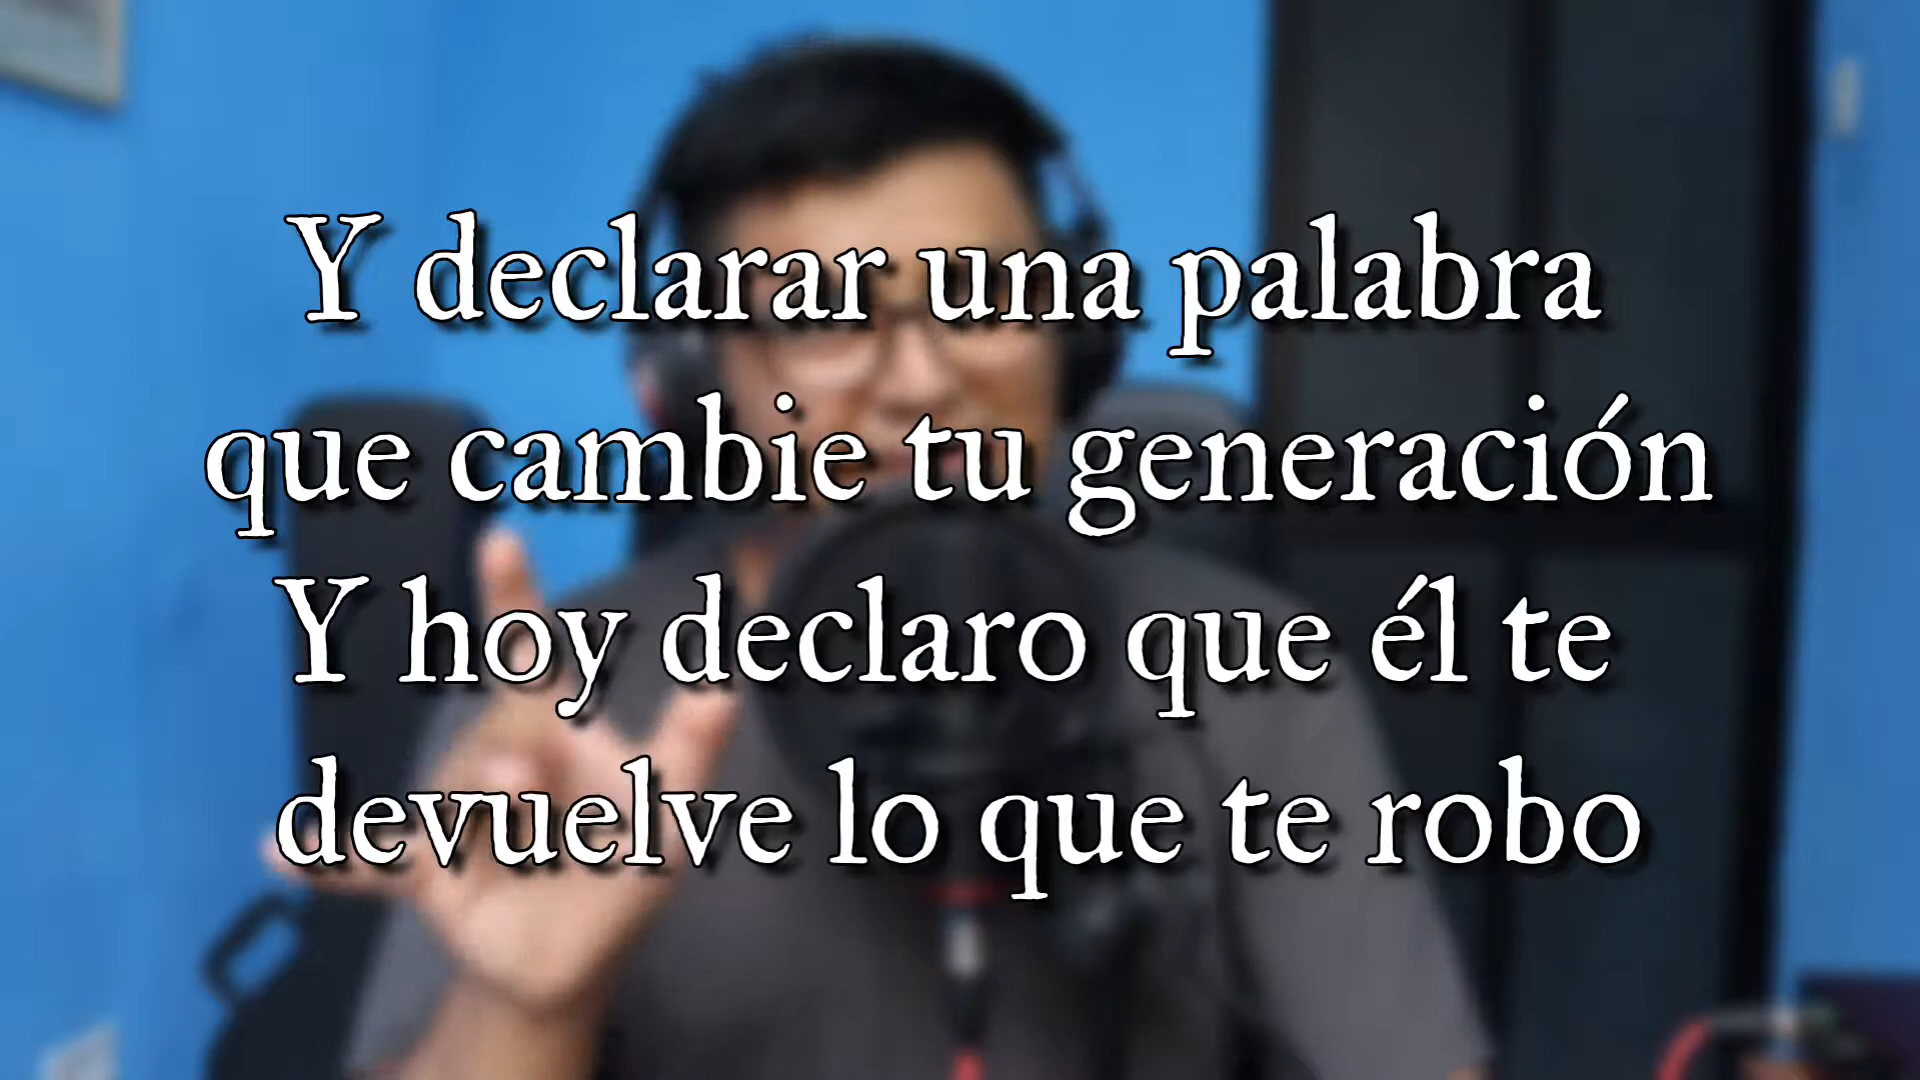 Y declarar una palabra
que cambie tu generación
Y hoy declaro que él te
devuelve lo que te robo